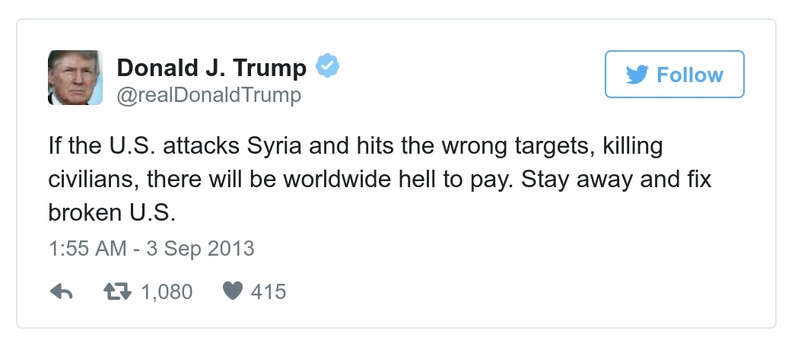 Donald J. Trump
@realDonaldTrump
Follow
If the U.S. attacks Syria and hits the wrong targets, killing
civilians, there will be worldwide hell to pay. Stay away and fix
broken U.S.
1:55 AM - 3 Sep 2013
1,080 415